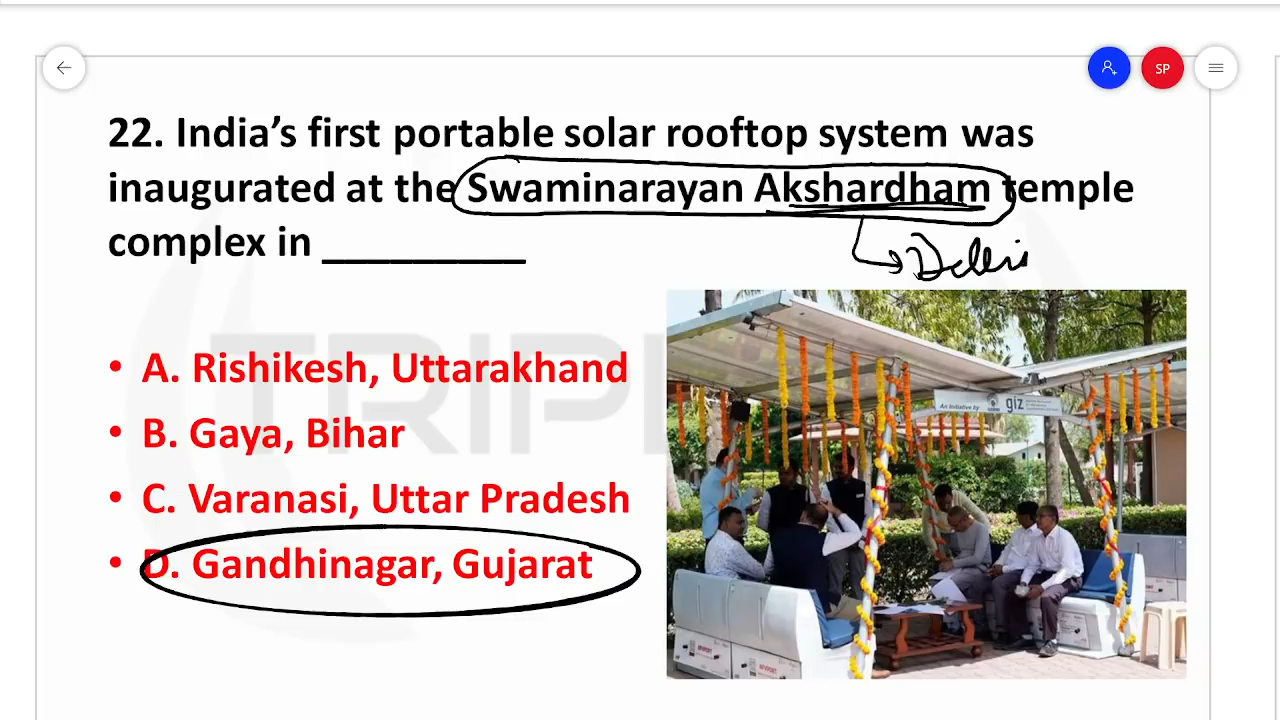 SP
22. India’s first portable solar rooftop system was
inaugurated at the Swaminarayan Akshardham temple
complex in __________
Delhi
• A. Rishikesh, Uttarakhand
• B. Gaya, Bihar
• C. Varanasi, Uttar Pradesh
• D. Gandhinagar, Gujarat
TRIPL
An initiative by
giz